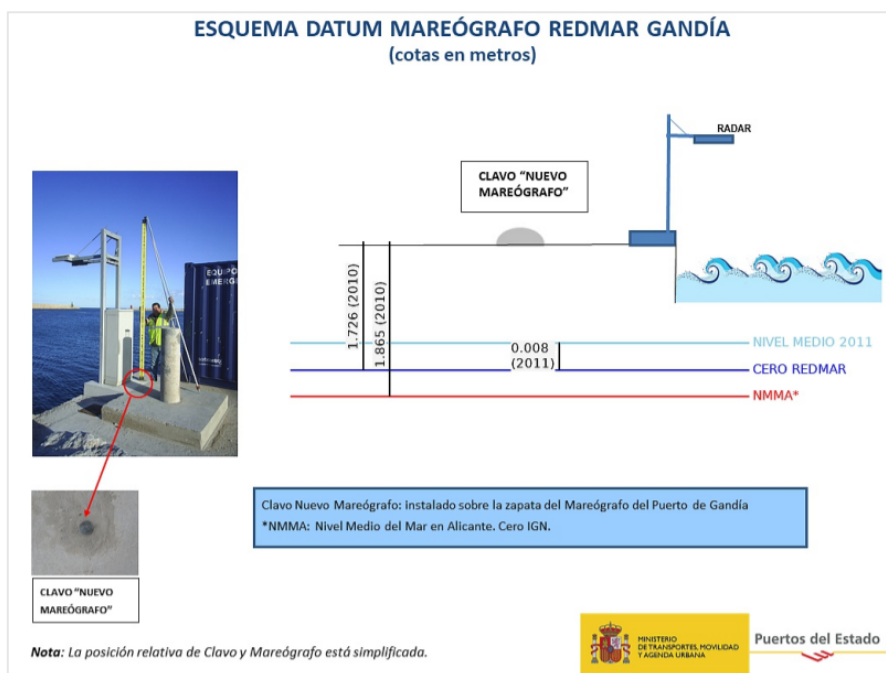 ESQUEMA DATUM MAREÓGRAFO REDMAR GANDÍA
(cotas en metros)
RADAR
CLAVO "NUEVO
MAREÓGRAFO"
EQUIPO
EMERGE
1.726 (2010)
1.865 (2010)
NIVEL MEDIO 2011
0.008
(2011)
CERO REDMAR
NMMA*
Clavo Nuevo Mareógrafo: instalado sobre la zapata del Mareógrafo del Puerto de Gandía
*NMMA: Nivel Medio del Mar en Alicante. Cero IGN.
CLAVO "NUEVO
MAREÓGRAFO"
Nota: La posición relativa de Clavo y Mareógrafo está simplificada.
MINISTERIO
DE TRANSPORTES, MOVILIDAD
Y AGENDA URBANA
Puertos del Estado